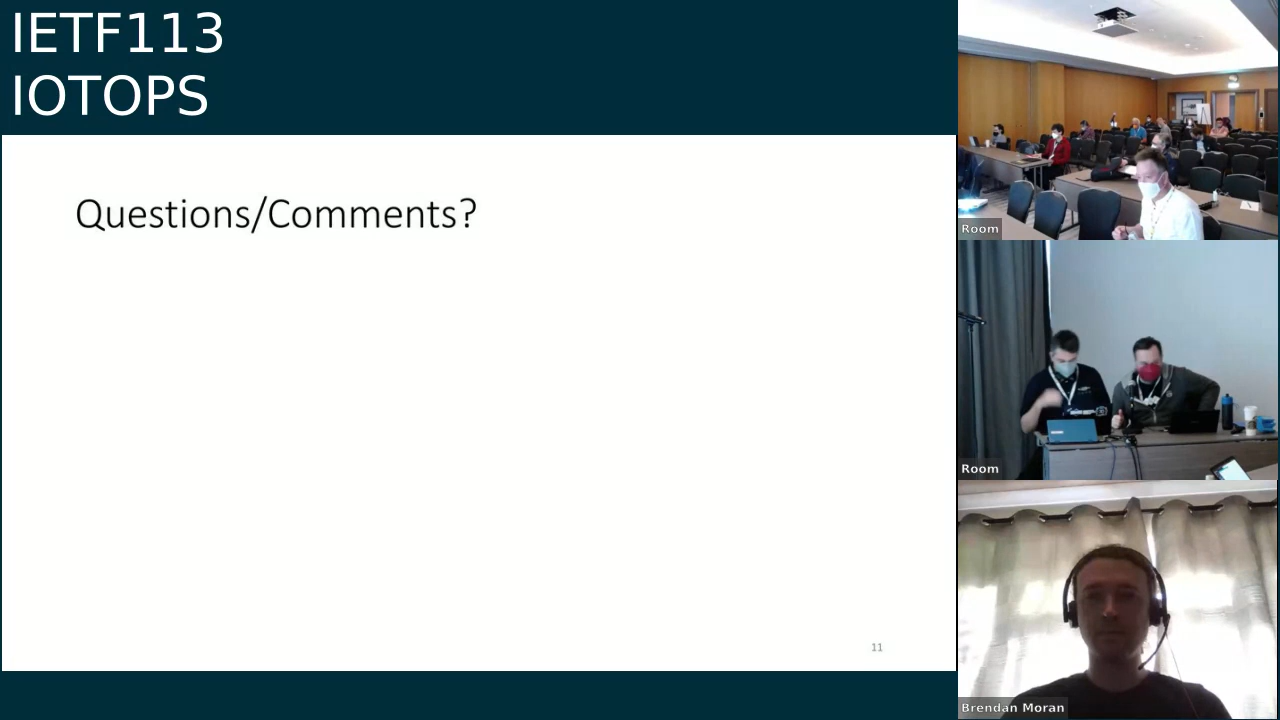 IETF113
IOTOPS
Questions/Comments?
11
Room
Room
Brendan Moran